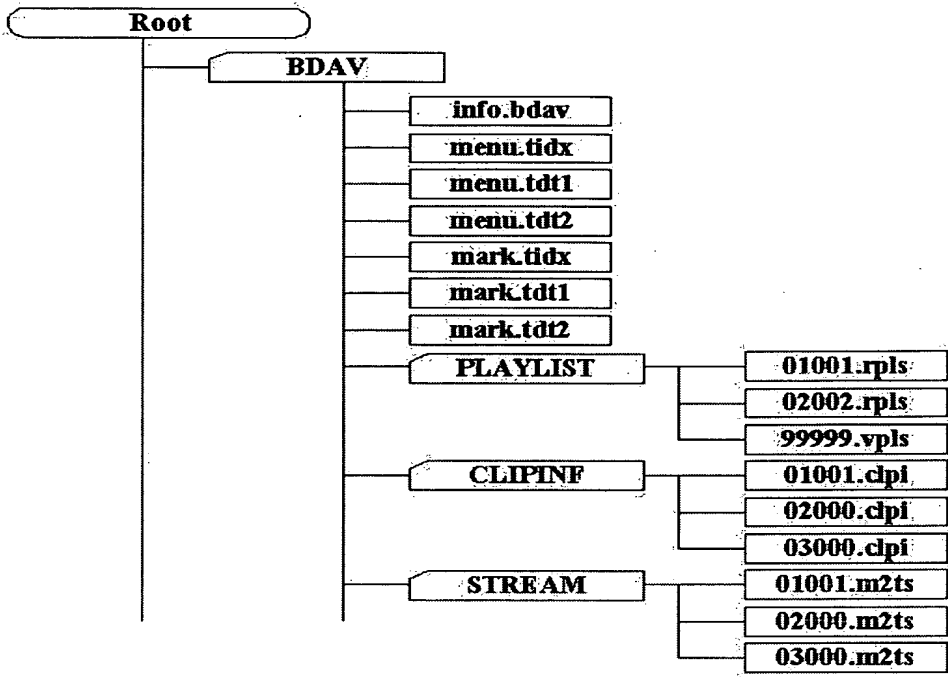 Root
BDAV
info.bdav
menu.tidx
menu.tdt1
menu.tdt2
mark.tidx
mark.tdt1
mark.tdt2
PLAYLIST
01001.rpls
02002.rpls
99999.vpls
CLIPINF
01001.clpi
02000.clpi
03000.clpi
STREAM
01001.m2ts
02000.m2ts
03000.m2ts